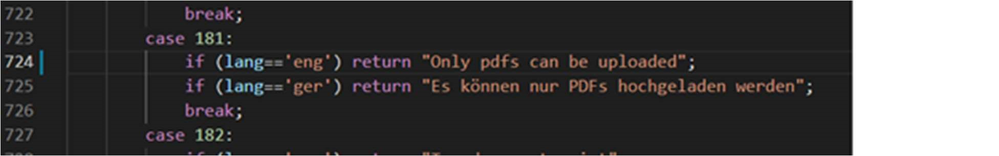 722 break;
723 case 181:
724 if (lang=='eng') return "Only pdfs can be uploaded";
725 if (lang=='ger') return "Es können nur PDFs hochgeladen werden";
726 break;
727 case 182: